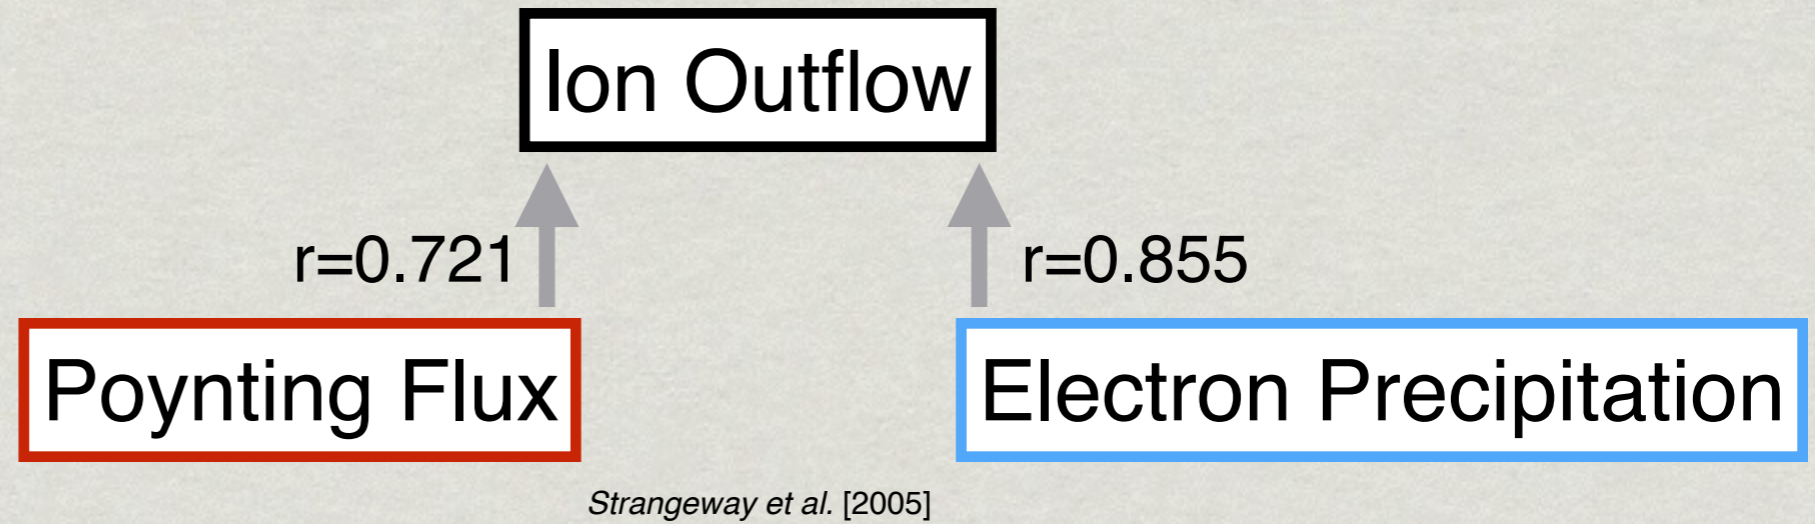 Ion Outflow
r=0.721
r=0.855
Poynting Flux
Electron Precipitation
Strangeway et al. [2005]